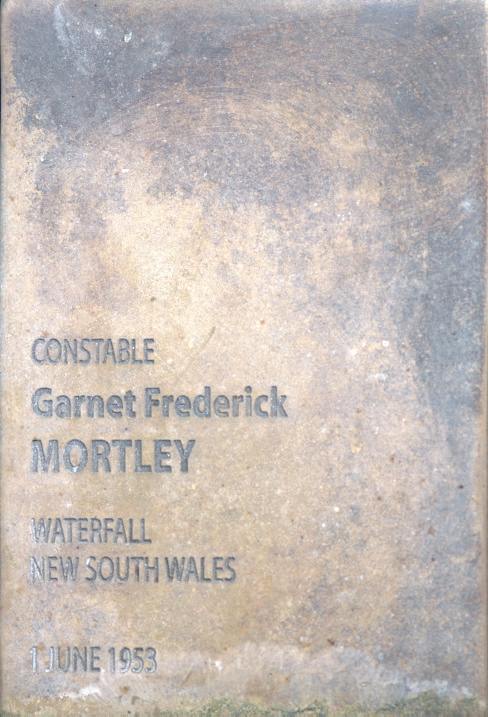 CONSTABLE
Garnet Frederick
MORTLEY
WATERFALL
NEW SOUTH WALES
1 JUNE 1953